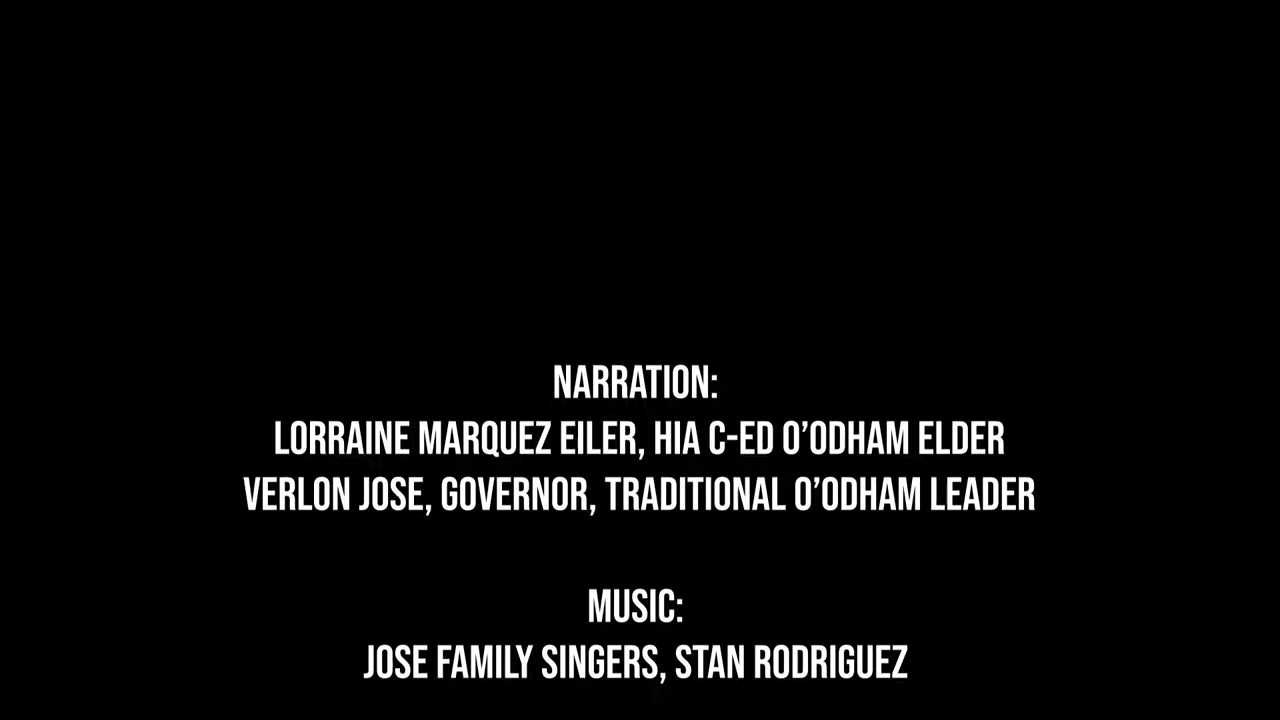 NARRATION:
LORRAINE MARQUEZ EILER, HIA C-ED O’ODHAM ELDER
VERLON JOSE, GOVERNOR, TRADITIONAL O’ODHAM LEADER
MUSIC:
JOSE FAMILY SINGERS, STAN RODRIGUEZ